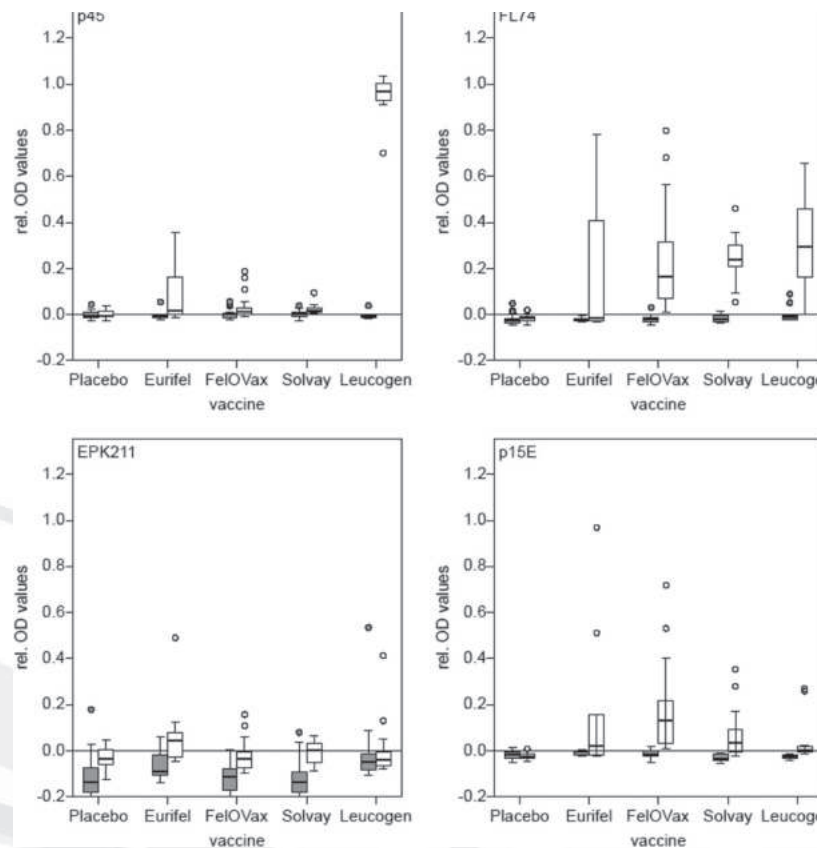 p45
1.2
1.0
0.8
0.6
0.4
0.2
0.0
-0.2
rel. OD values
Placebo Eurifel FelOVax Solvay Leucogen
vaccine
FL74
1.2
1.0
0.8
0.6
0.4
0.2
0.0
-0.2
rel. OD values
Placebo Eurifel FelOVax Solvay Leucoge
vaccine
EPK211
1.2
1.0
0.8
0.6
0.4
0.2
0.0
-0.2
rel. OD values
Placebo Eurifel FelOVax Solvay Leucogen
vaccine
p15E
1.2
1.0
0.8
0.6
0.4
0.2
0.0
-0.2
rel. OD values
Placebo Eurifel FelOVax Solvay Leucoge
vaccine